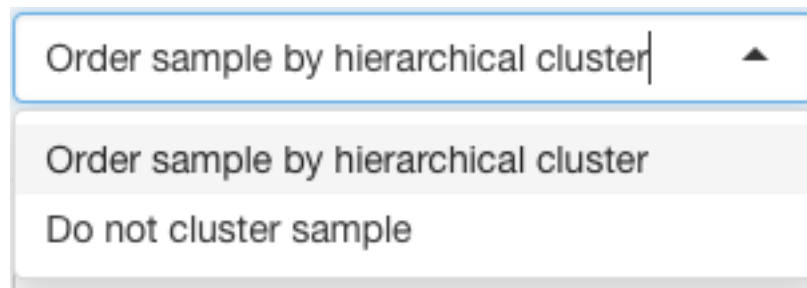 Order sample by hierarchical cluster
Order sample by hierarchical cluster
Do not cluster sample